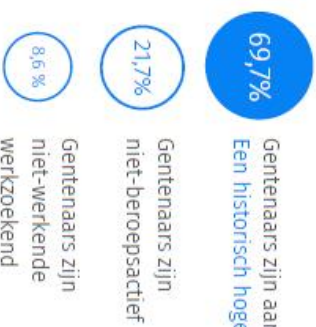 69,7%
Gentenaars zijn
Een historisch
21,7%
Gentenaars zijn
niet-beroepsactief
8,6 %
Gentenaars zijn
niet-werkende
werkzoekend